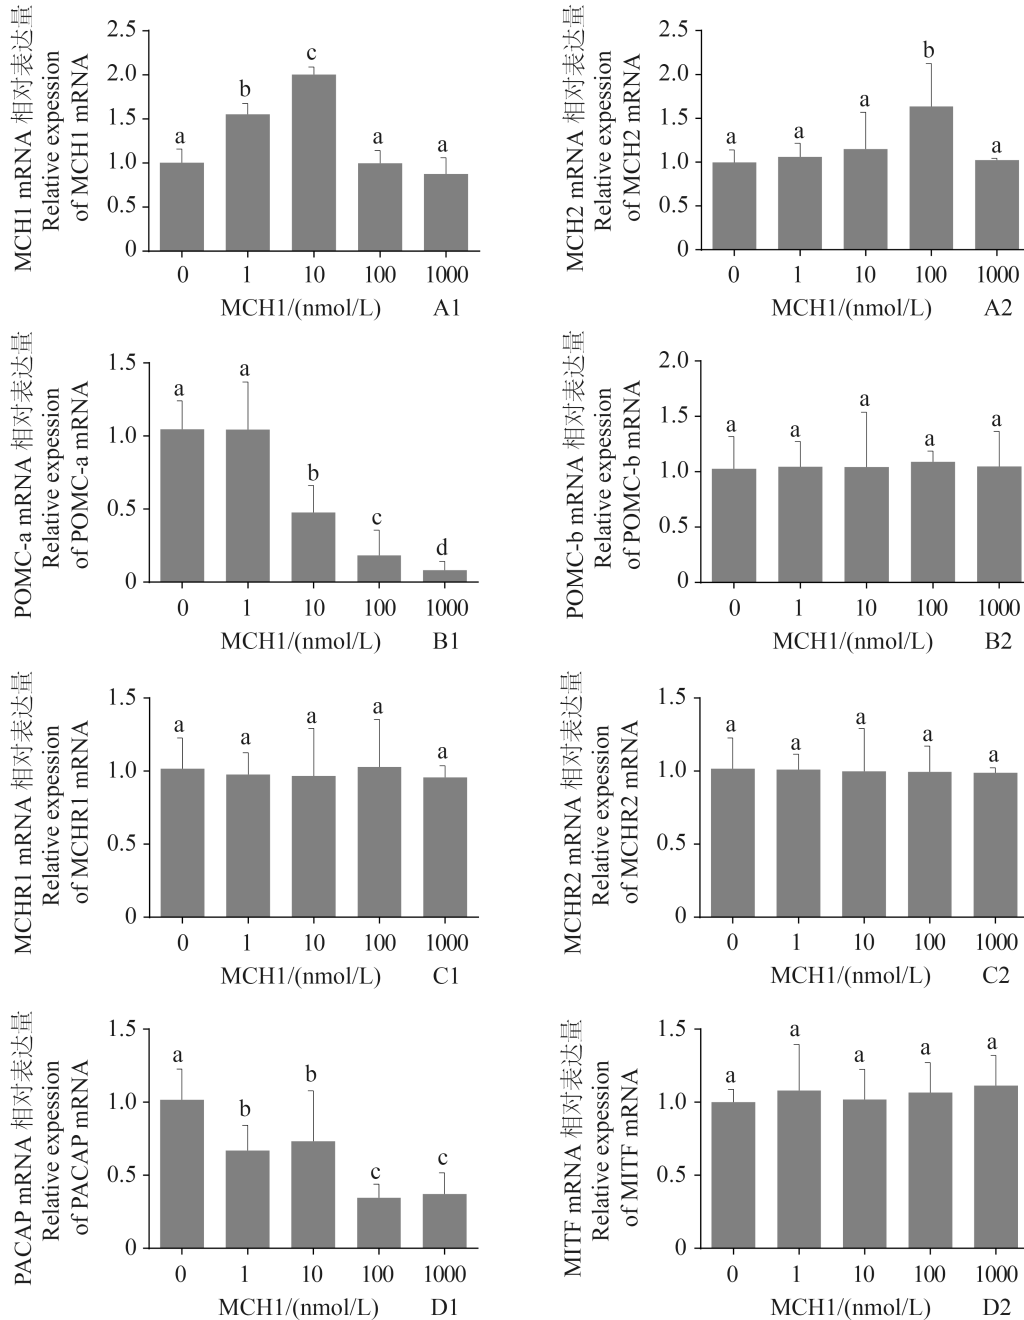 MCH1 mRNA 相对表达量
Relative expession
of MCH1 mRNA
2.5
2.0
1.5
1.0
0.5
0
a
b
c
a
a
0 1 10 100 1000
MCH1/(nmol/L) A1
MCH2 mRNA 相对表达量
Relative expession
of MCH2 mRNA
2.5
2.0
1.5
1.0
0.5
0
a
a
a
b
a
0 1 10 100 1000
MCH1/(nmol/L) A2
POMC-a mRNA 相对表达量
Relative expession
of POMC-a mRNA
1.5
1.0
0.5
0
a
a
b
c
d
0 1 10 100 1000
MCH1/(nmol/L) B1
POMC-b mRNA 相对表达量
Relative expession
of POMC-b mRNA
2.0
1.5
1.0
0.5
0
a
a
a
a
a
0 1 10 100 1000
MCH1/(nmol/L) B2
MCHR1 mRNA 相对表达量
Relative expession
of MCHR1 mRNA
1.5
1.0
0.5
0
a
a
a
a
a
0 1 10 100 1000
MCH1/(nmol/L) C1
MCHR2 mRNA 相对表达量
Relative expession
of MCHR2 mRNA
1.5
1.0
0.5
0
a
a
a
a
a
0 1 10 100 1000
MCH1/(nmol/L) C2
PACAP mRNA 相对表达量
Relative expession
of PACAP mRNA
1.5
1.0
0.5
0
a
b
b
c
c
0 1 10 100 1000
MCH1/(nmol/L) D1
MITF mRNA 相对表达量
Relative expession
of MITF mRNA
1.5
1.0
0.5
0
a
a
a
a
a
0 1 10 100 1000
MCH1/(nmol/L) D2